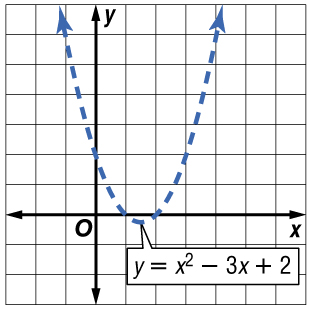 y
O
x
y = x² − 3x + 2